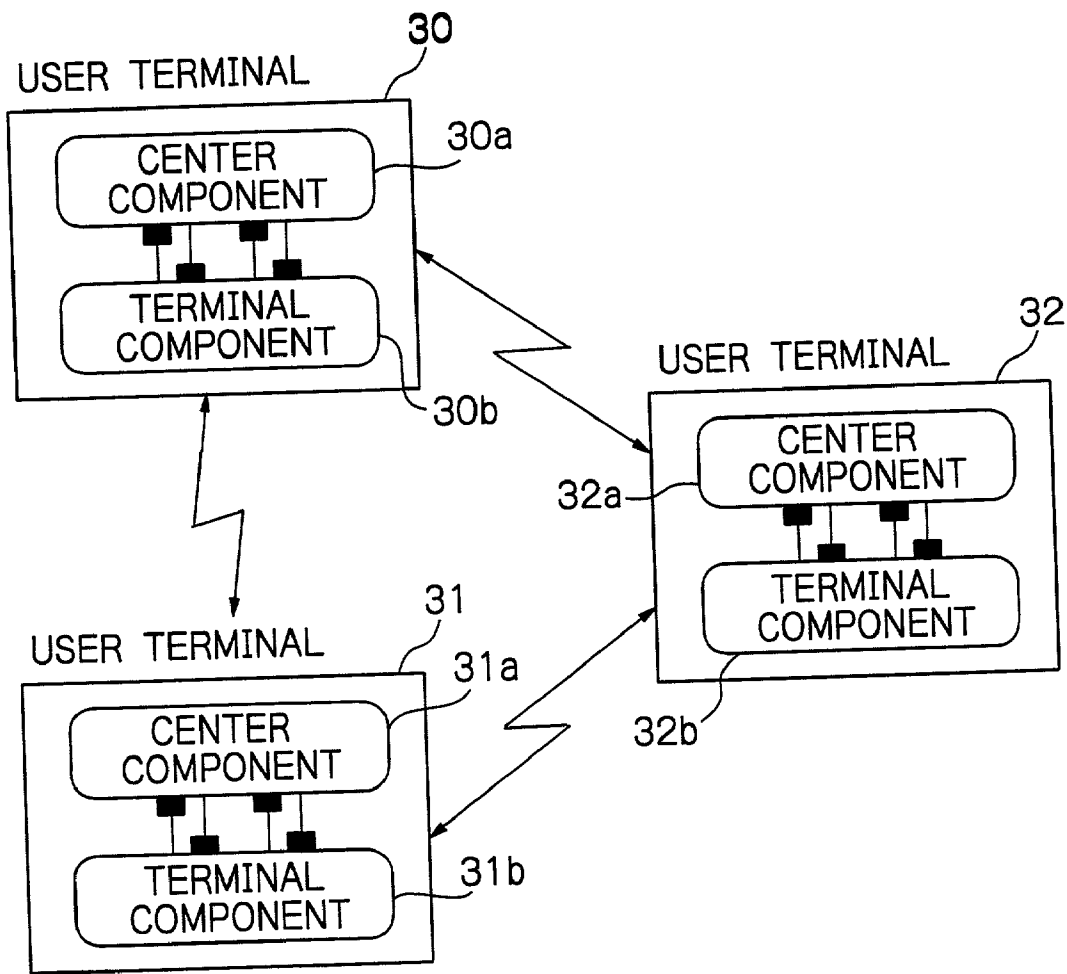 30
USER TERMINAL
CENTER
COMPONENT
30a
TERMINAL
COMPONENT
30b
32
USER TERMINAL
CENTER
COMPONENT
32a
TERMINAL
COMPONENT
32b
31
USER TERMINAL
31a
CENTER
COMPONENT
TERMINAL
COMPONENT
31b